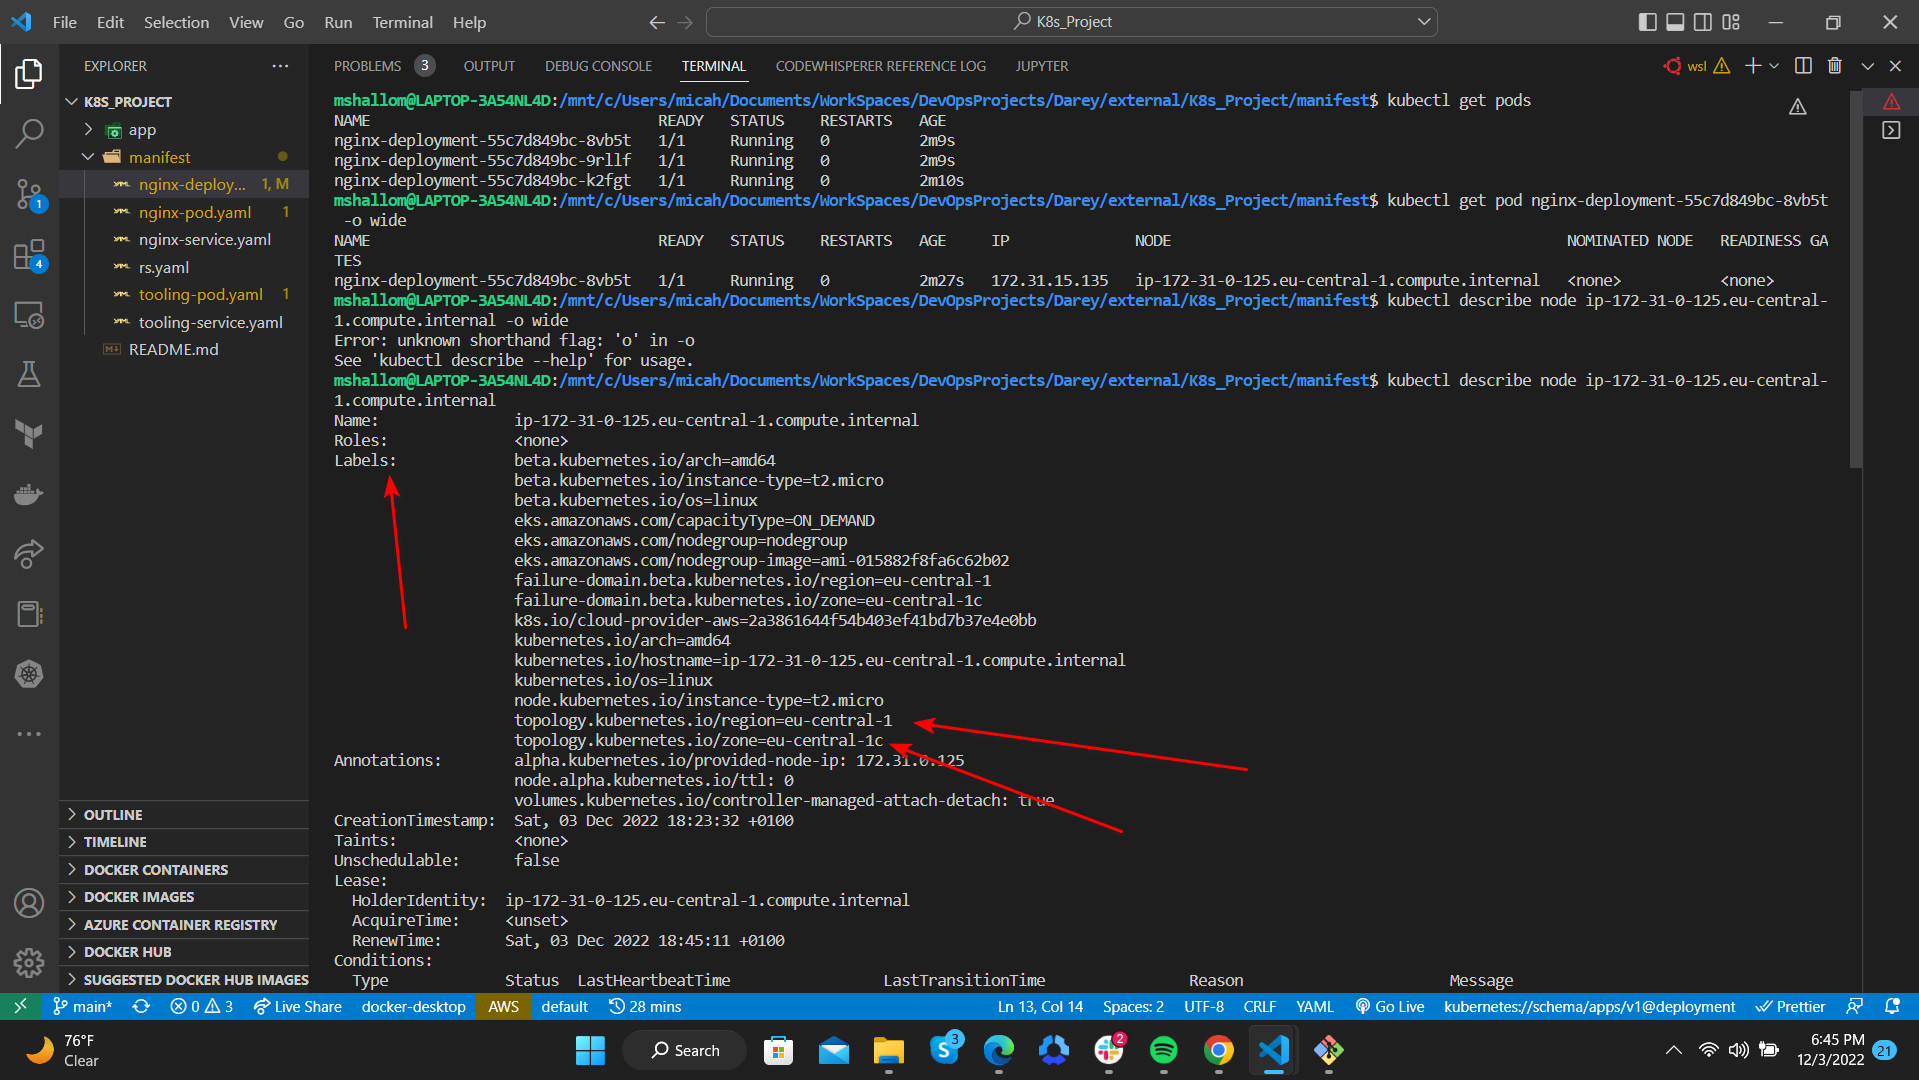 File Edit Selection View Go Run Terminal Help
K8s_Project
EXPLORER
K8S_PROJECT
app
manifest
nginx-deploy... 1, M
nginx-pod.yaml 1
nginx-service.yaml
rs.yaml
tooling-pod.yaml 1
tooling-service.yaml
README.md
OUTLINE
TIMELINE
DOCKER CONTAINERS
DOCKER IMAGES
AZURE CONTAINER REGISTRY
DOCKER HUB
SUGGESTED DOCKER HUB IMAGES
1
4
PROBLEMS 3 OUTPUT DEBUG CONSOLE TERMINAL CODEWHISPERER REFERENCE LOG JUPYTER
wsl
mshallom@LAPTOP-3A54NL4D:/mnt/c/Users/micah/Documents/WorkSpaces/DevOpsProjects/Darey/external/K8s_Project/manifest$ kubectl get pods
NAME READY STATUS RESTARTS AGE
nginx-deployment-55c7d849bc-8vb5t 1/1 Running 0 2m9s
nginx-deployment-55c7d849bc-9rllf 1/1 Running 0 2m9s
nginx-deployment-55c7d849bc-k2fgt 1/1 Running 0 2m10s
mshallom@LAPTOP-3A54NL4D:/mnt/c/Users/micah/Documents/WorkSpaces/DevOpsProjects/Darey/external/K8s_Project/manifest$ kubectl get pod nginx-deployment-55c7d849bc-8vb5t
-o wide
NAME READY STATUS RESTARTS AGE IP NODE NOMINATED NODE READINESS GA
TES
nginx-deployment-55c7d849bc-8vb5t 1/1 Running 0 2m27s 172.31.15.135 ip-172-31-0-125.eu-central-1.compute.internal <none> <none>
mshallom@LAPTOP-3A54NL4D:/mnt/c/Users/micah/Documents/WorkSpaces/DevOpsProjects/Darey/external/K8s_Project/manifest$ kubectl describe node ip-172-31-0-125.eu-central-
1.compute.internal -o wide
Error: unknown shorthand flag: 'o' in -o
See 'kubectl describe --help' for usage.
mshallom@LAPTOP-3A54NL4D:/mnt/c/Users/micah/Documents/WorkSpaces/DevOpsProjects/Darey/external/K8s_Project/manifest$ kubectl describe node ip-172-31-0-125.eu-central-
1.compute.internal
Name: ip-172-31-0-125.eu-central-1.compute.internal
Roles: <none>
Labels: beta.kubernetes.io/arch=amd64
beta.kubernetes.io/instance-type=t2.micro
beta.kubernetes.io/os=linux
eks.amazonaws.com/capacityType=ON_DEMAND
eks.amazonaws.com/nodegroup=nodegroup
eks.amazonaws.com/nodegroup-image=ami-015882f8fa6c62b02
failure-domain.beta.kubernetes.io/region=eu-central-1
failure-domain.beta.kubernetes.io/zone=eu-central-1c
k8s.io/cloud-provider-aws=2a3861644f54b403ef41bd7b37e4e0bb
kubernetes.io/arch=amd64
kubernetes.io/hostname=ip-172-31-0-125.eu-central-1.compute.internal
kubernetes.io/os=linux
node.kubernetes.io/instance-type=t2.micro
topology.kubernetes.io/region=eu-central-1
topology.kubernetes.io/zone=eu-central-1c
Annotations: alpha.kubernetes.io/provided-node-ip: 172.31.0.125
node.alpha.kubernetes.io/ttl: 0
volumes.kubernetes.io/controller-managed-attach-detach: true
CreationTimestamp: Sat, 03 Dec 2022 18:23:32 +0100
Taints: <none>
Unschedulable: false
Lease:
HolderIdentity: ip-172-31-0-125.eu-central-1.compute.internal
AcquireTime: <unset>
RenewTime: Sat, 03 Dec 2022 18:45:11 +0100
Conditions:
Type Status LastHeartbeatTime LastTransitionTime Reason Message
main* 0 3 Live Share docker-desktop AWS default 28 mins Ln 13, Col 14 Spaces: 2 UTF-8 CRLF YAML Go Live kubernetes://schema/apps/v1@deployment Prettier
76°F
Clear
Search
3
2
6:45 PM
12/3/2022
21